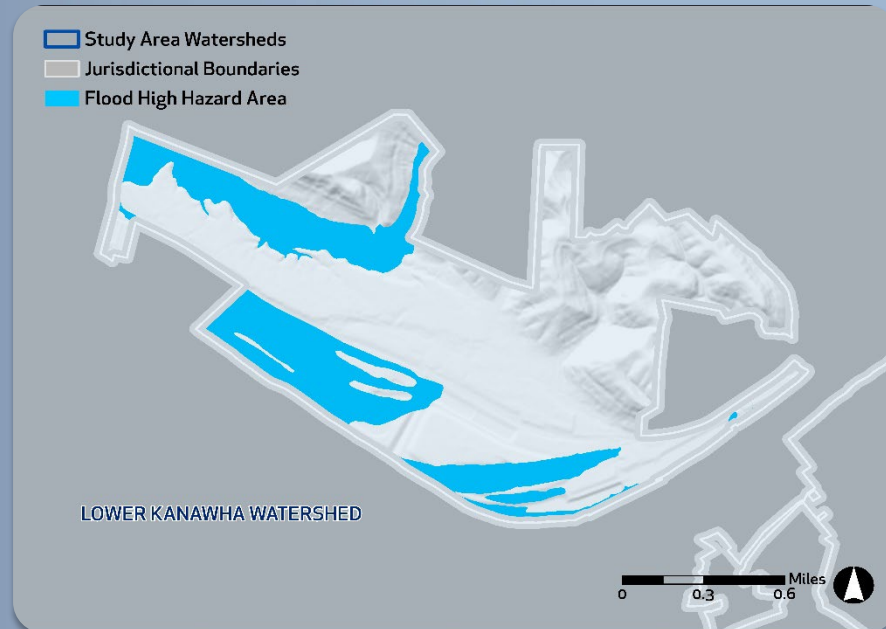 Study Area Watersheds
Jurisdictional Boundaries
Flood High Hazard Area
LOWER KANAWHA WATERSHED
Miles
0 0.3 0.6